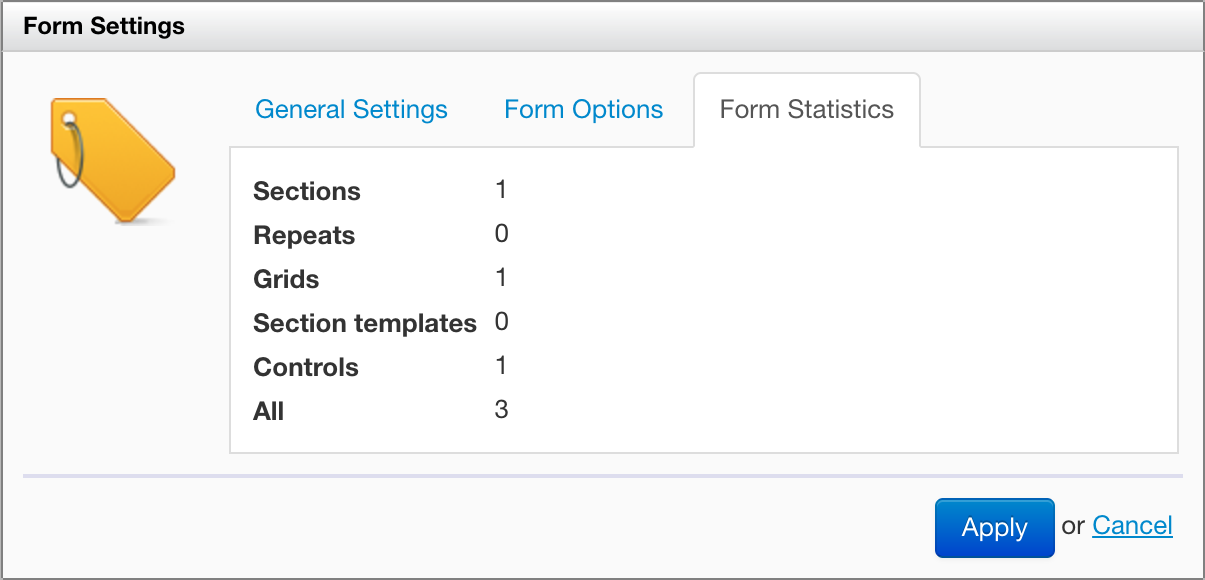 Form Settings
General Settings Form Options Form Statistics
Sections 1
Repeats 0
Grids 1
Section templates 0
Controls 1
All 3
Apply or Cancel